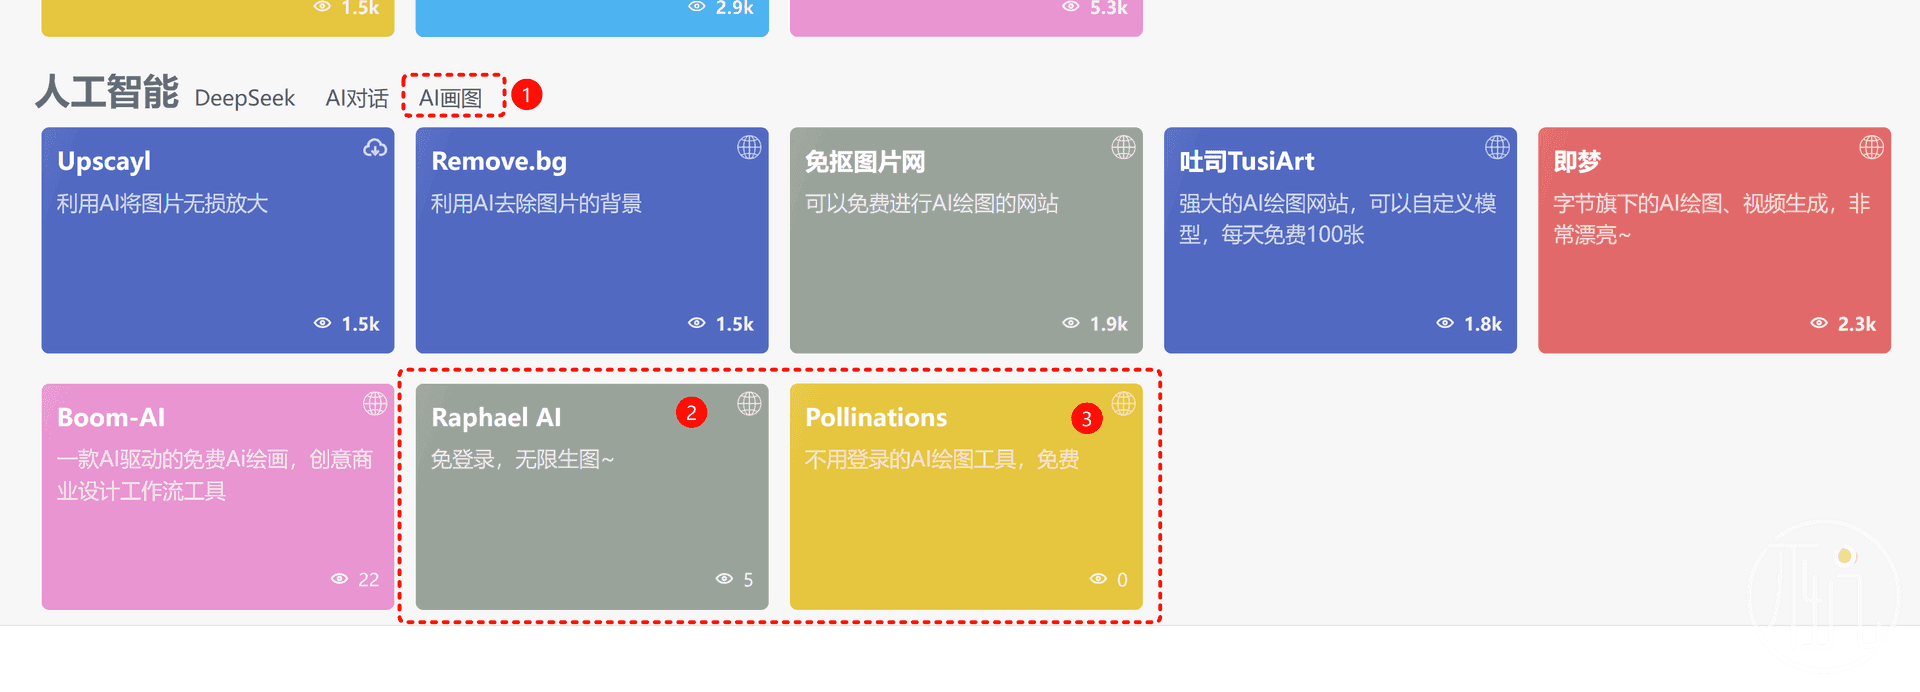 1.5k
2.9k
5.3k
人工智能 DeepSeek AI对话 AI画图 1
Upscayl
利用AI将图片无损放大
1.5k
Remove.bg
利用AI去除图片的背景
1.5k
免抠图片网
可以免费进行AI绘图的网站
1.9k
吐司TusiArt
强大的AI绘图网站，可以自定义模
型，每天免费100张
1.8k
即梦
字节旗下的AI绘图、视频生成，非
常漂亮~
2.3k
Boom-AI
一款AI驱动的免费Ai绘画，创意商
业设计工作流工具
22
Raphael AI
2
免登录，无限生图~
5
Pollinations
3
不用登录的AI绘图工具，免费
0